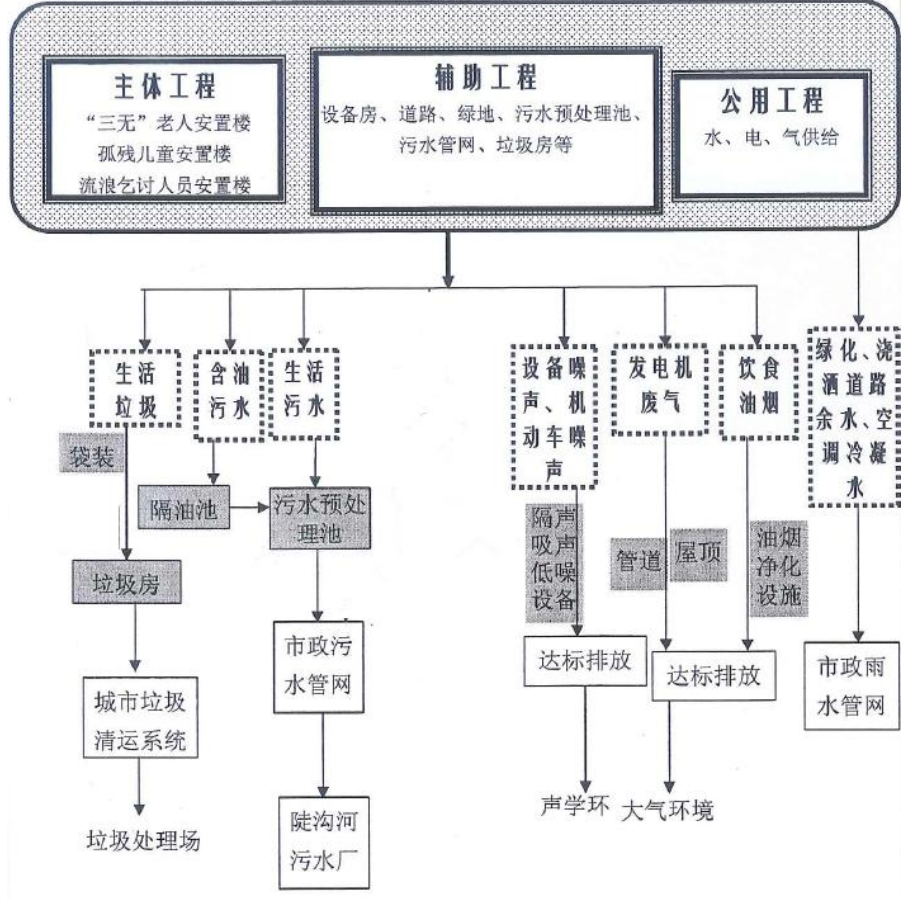 主体工程
“三无”老人安置楼
孤残儿童安置楼
流浪乞讨人员安置楼
辅助工程
设备房、道路、绿地、污水预处理池、
污水管网、垃圾房等
公用工程
水、电、气供给
生活
垃圾
含油
污水
生活
污水
设备噪
声、机
动车噪
声
发电机
废气
饮食
油烟
绿化、浇
洒道路
余水、空
调冷凝
水
袋装
隔油池
污水预处
理池
隔声
吸声
低噪
设备
管道
屋顶
油烟
净化
设施
垃圾房
市政污
水管网
达标排放
达标排放
市政雨
水管网
城市垃圾
清运系统
垃圾处理场
陡沟河
污水厂
声学环
大气环境